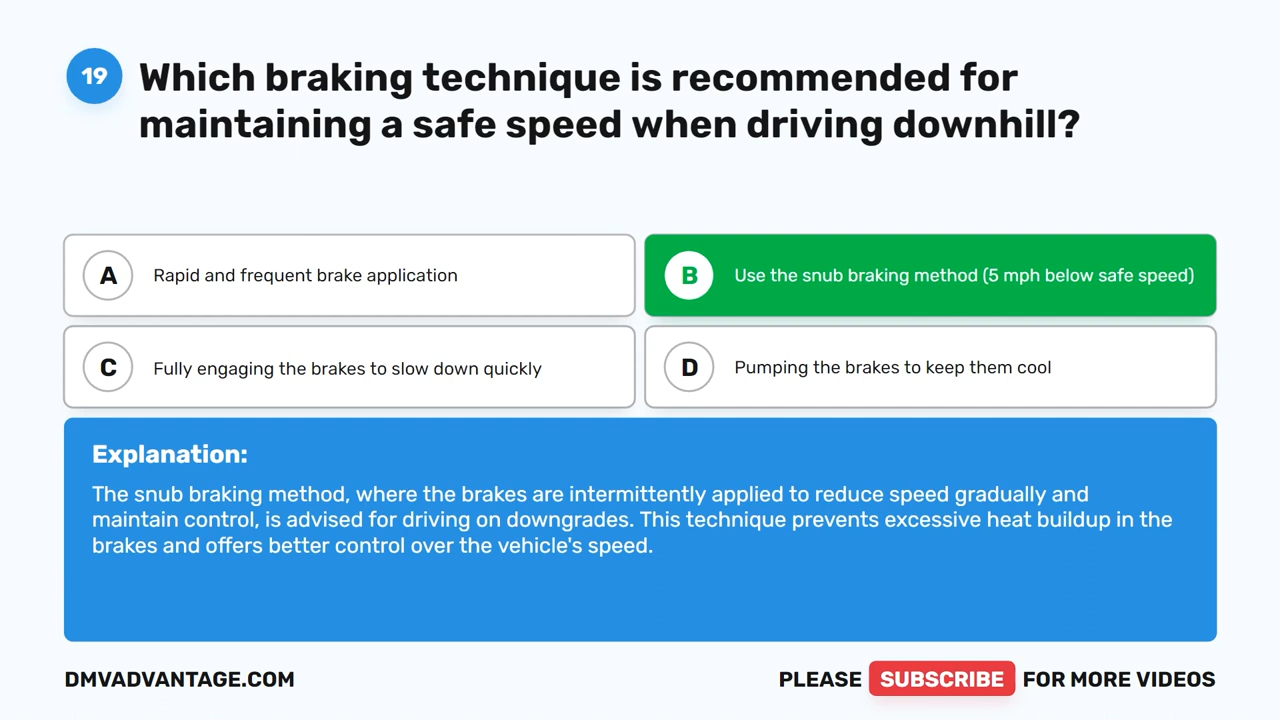 19
Which braking technique is recommended for
maintaining a safe speed when driving downhill?
A Rapid and frequent brake application
B Use the snub braking method (5 mph below safe speed)
C Fully engaging the brakes to slow down quickly
D Pumping the brakes to keep them cool
Explanation:
The snub braking method, where the brakes are intermittently applied to reduce speed gradually and
maintain control, is advised for driving on downgrades. This technique prevents excessive heat buildup in the
brakes and offers better control over the vehicle's speed.
DMVADVANTAGE.COM
PLEASE SUBSCRIBE FOR MORE VIDEOS